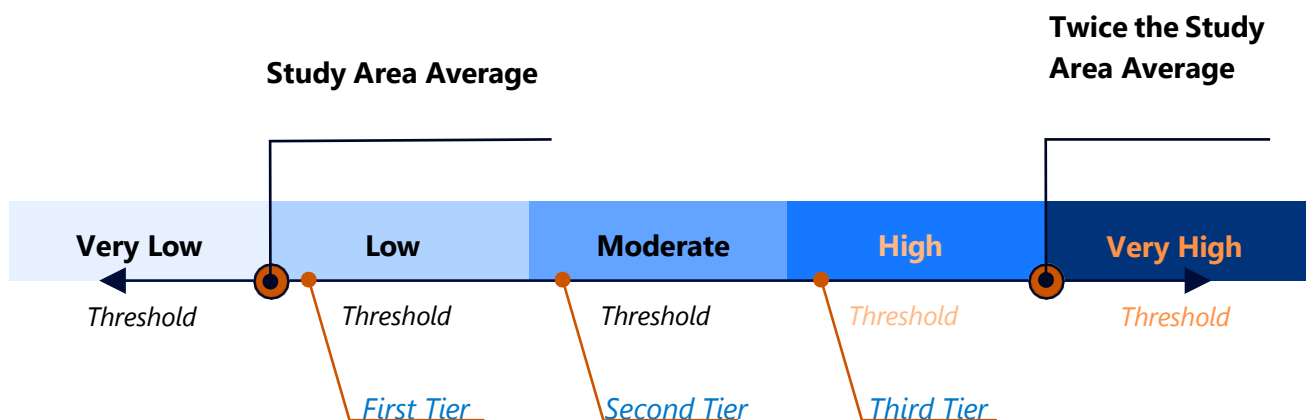 Twice the Study
Area Average
Study Area Average
Very Low
Low
Moderate
High
Very High
Threshold
Threshold
Threshold
Threshold
Threshold
First Tier
Second Tier
Third Tier